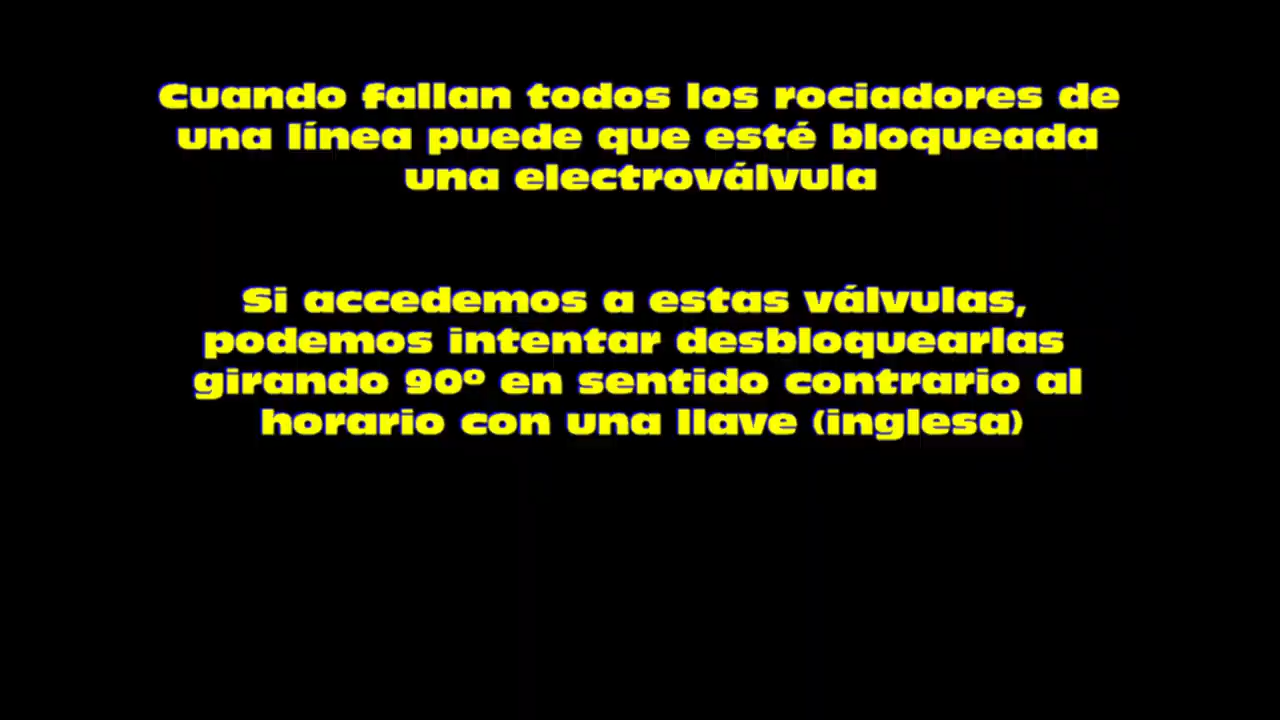 Cuando fallan todos los rociadores de
una línea puede que esté bloqueada
una electroválvula
Si accedemos a estas válvulas,
podemos intentar desbloquearlas
girando 90º en sentido contrario al
horario con una llave (inglesa)